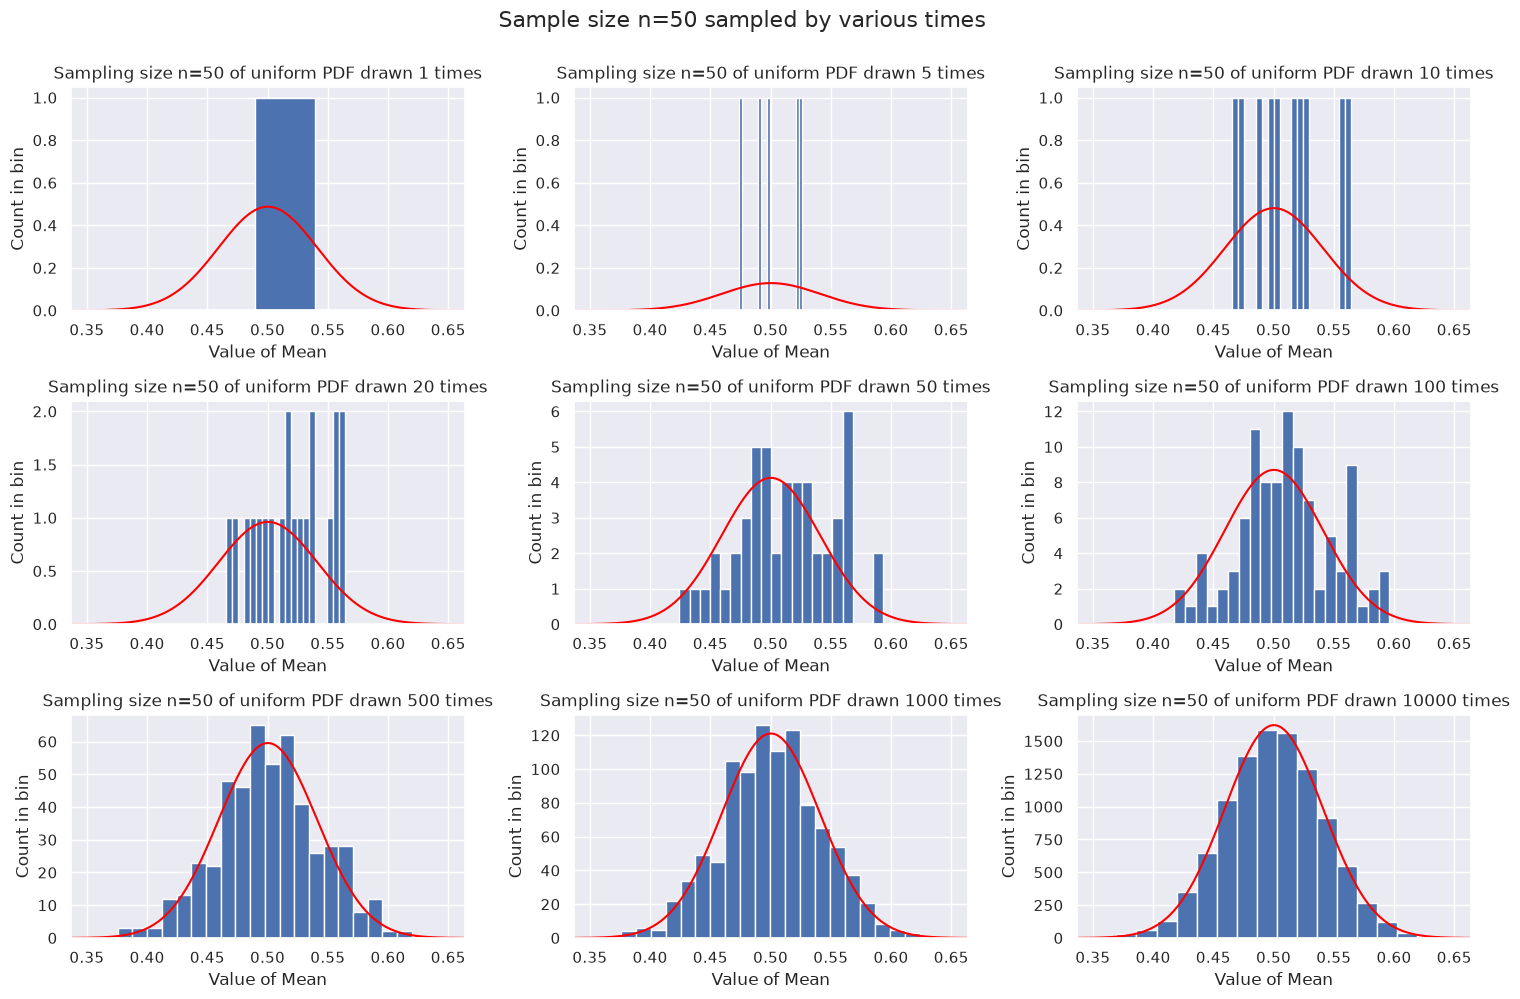 Sample size n=50 sampled by various times
Sampling size n=50 of uniform PDF drawn 1 times
1.0
0.8
0.6
0.4
0.2
0.0
Count in bin
0.35 0.40 0.45 0.50 0.55 0.60 0.65
Value of Mean
Sampling size n=50 of uniform PDF drawn 5 times
1.0
0.8
0.6
0.4
0.2
0.0
Count in bin
0.35 0.40 0.45 0.50 0.55 0.60 0.65
Value of Mean
Sampling size n=50 of uniform PDF drawn 10 times
1.0
0.8
0.6
0.4
0.2
0.0
Count in bin
0.35 0.40 0.45 0.50 0.55 0.60 0.65
Value of Mean
Sampling size n=50 of uniform PDF drawn 20 times
2.0
1.5
1.0
0.5
0.0
Count in bin
0.35 0.40 0.45 0.50 0.55 0.60 0.65
Value of Mean
Sampling size n=50 of uniform PDF drawn 50 times
6
5
4
3
2
1
0
Count in bin
0.35 0.40 0.45 0.50 0.55 0.60 0.65
Value of Mean
Sampling size n=50 of uniform PDF drawn 100 times
12
10
8
6
4
2
0
Count in bin
0.35 0.40 0.45 0.50 0.55 0.60 0.65
Value of Mean
Sampling size n=50 of uniform PDF drawn 500 times
60
50
40
30
20
10
0
Count in bin
0.35 0.40 0.45 0.50 0.55 0.60 0.65
Value of Mean
Sampling size n=50 of uniform PDF drawn 1000 times
120
100
80
60
40
20
0
Count in bin
0.35 0.40 0.45 0.50 0.55 0.60 0.65
Value of Mean
Sampling size n=50 of uniform PDF drawn 10000 times
1500
1250
1000
750
500
250
0
Count in bin
0.35 0.40 0.45 0.50 0.55 0.60 0.65
Value of Mean